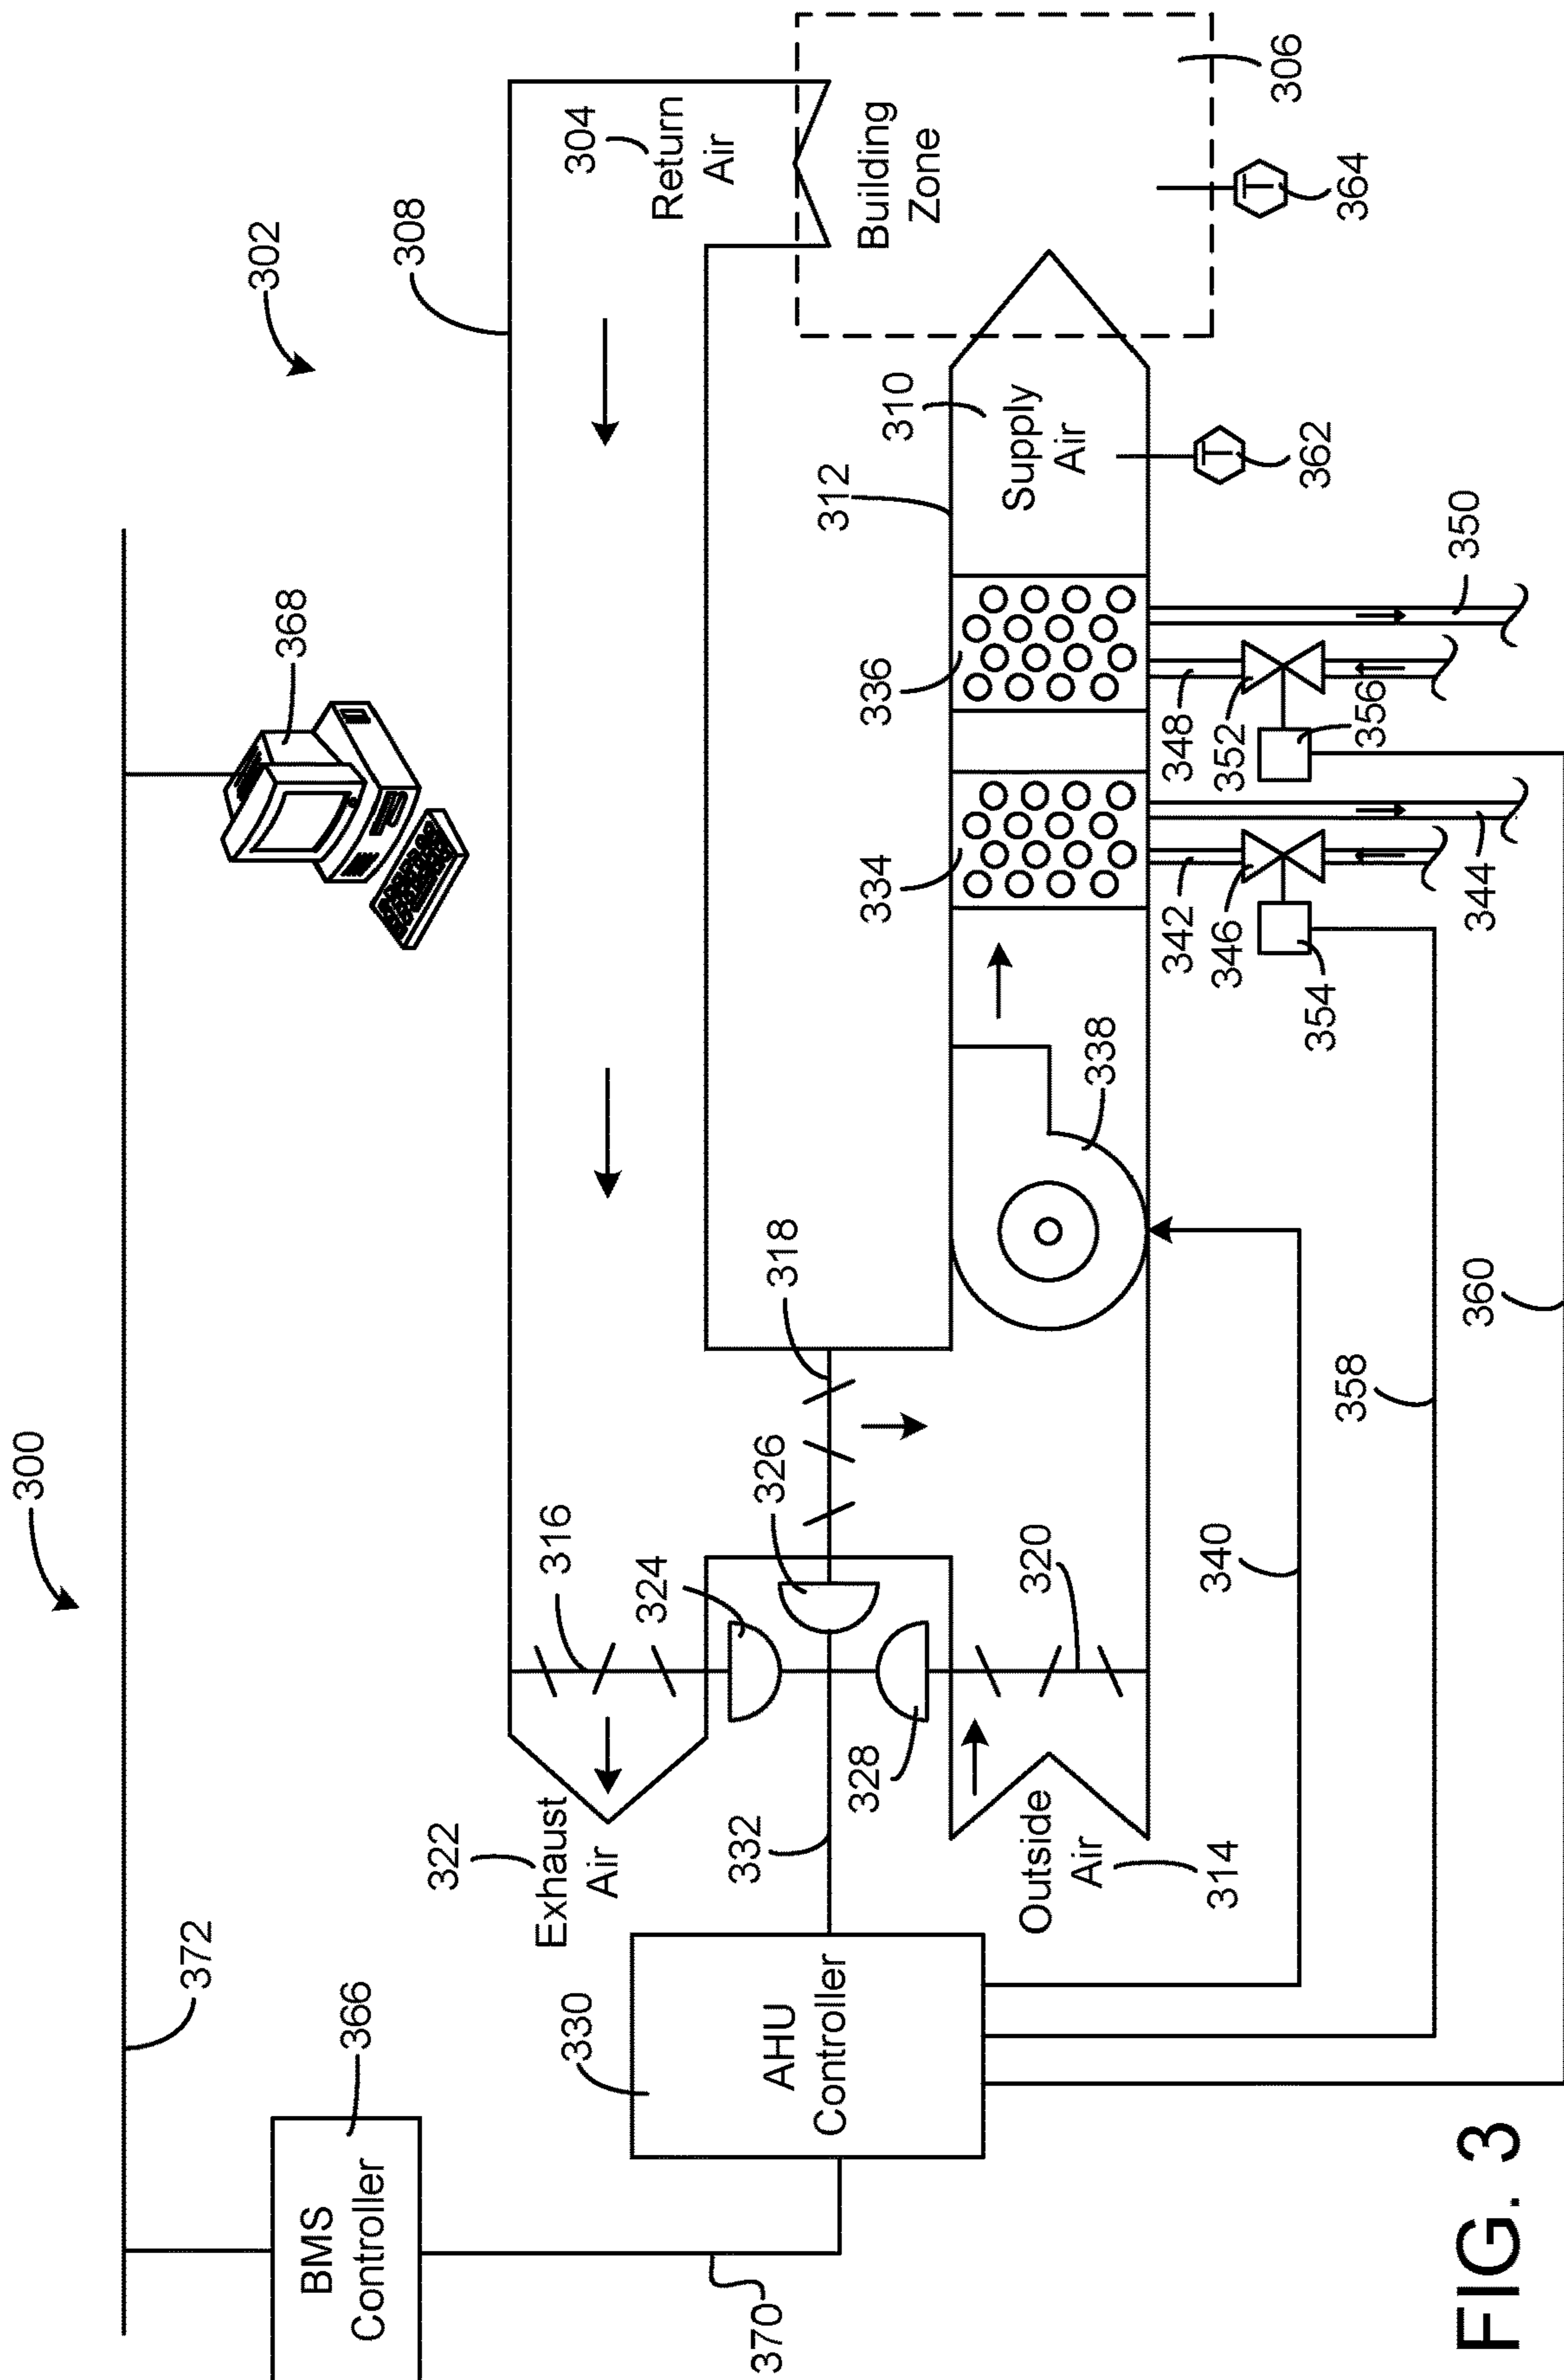 300
372
366
BMS
Controller
370
368
302
308
304
Return
Air
Building
Zone
306
364
322
Exhaust
Air
316
324
326
318
332
328
330
AHU
Controller
Outside
Air
314
320
338
334
336
312
310
Supply
Air
362
340
342
346
354
344
348
352
356
350
358
360
T
T
FIG. 3